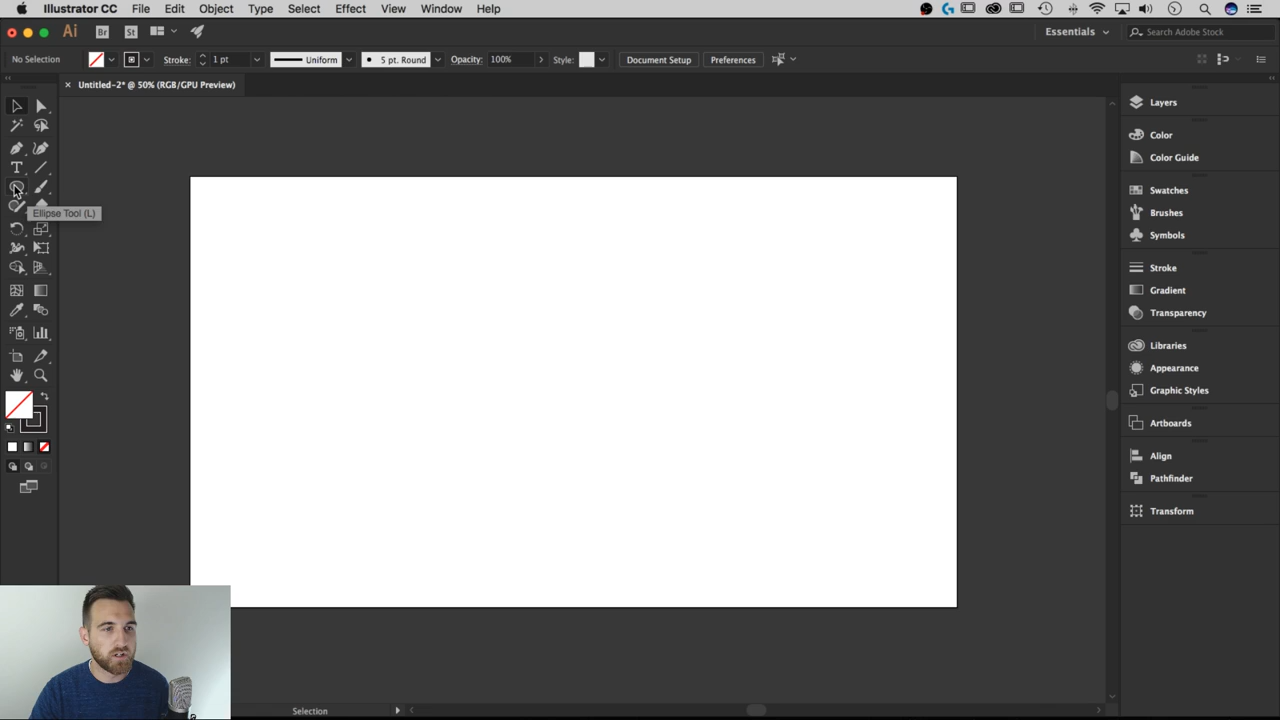 Illustrator CC File Edit Object Type Select Effect View Window Help
Ai Br St Essentials Search Adobe Stock
No Selection Stroke: 1 pt Uniform 5 pt. Round Opacity: 100% Style: Document Setup Preferences
× Untitled-2* @ 50% (RGB/GPU Preview)
Layers
Color
Color Guide
Swatches
Ellipse Tool (L)
Brushes
Symbols
Stroke
Gradient
Transparency
Libraries
Appearance
Graphic Styles
Artboards
Align
Pathfinder
Transform
Selection